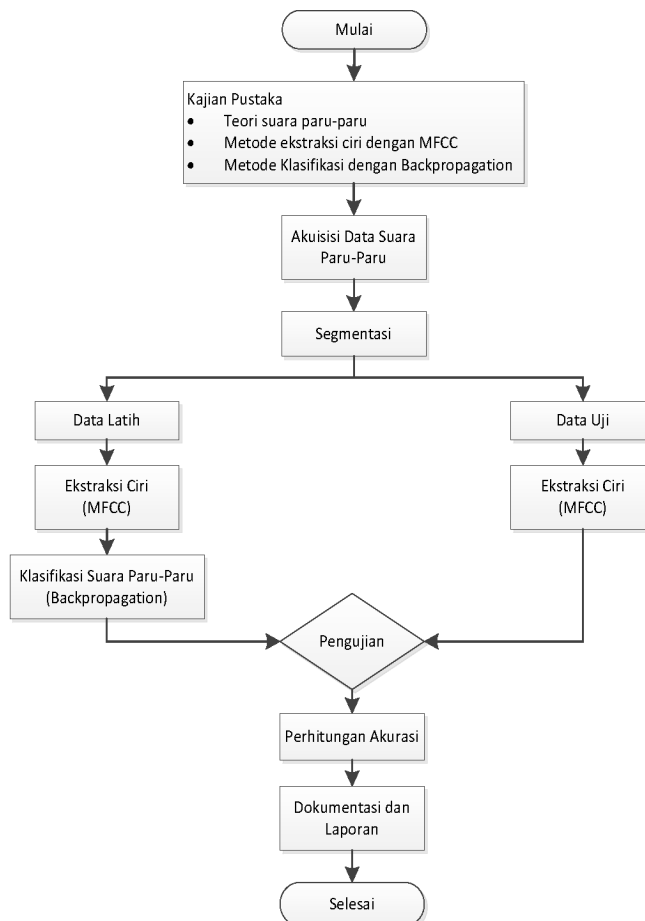 Mulai
Kajian Pustaka
• Teori suara paru-paru
• Metode ekstraksi ciri dengan MFCC
• Metode Klasifikasi dengan Backpropagation
Akuisisi Data Suara
Paru-Paru
Segmentasi
Data Latih
Ekstraksi Ciri
(MFCC)
Klasifikasi Suara Paru-Paru
(Backpropagation)
Data Uji
Ekstraksi Ciri
(MFCC)
Pengujian
Perhitungan Akurasi
Dokumentasi dan
Laporan
Selesai